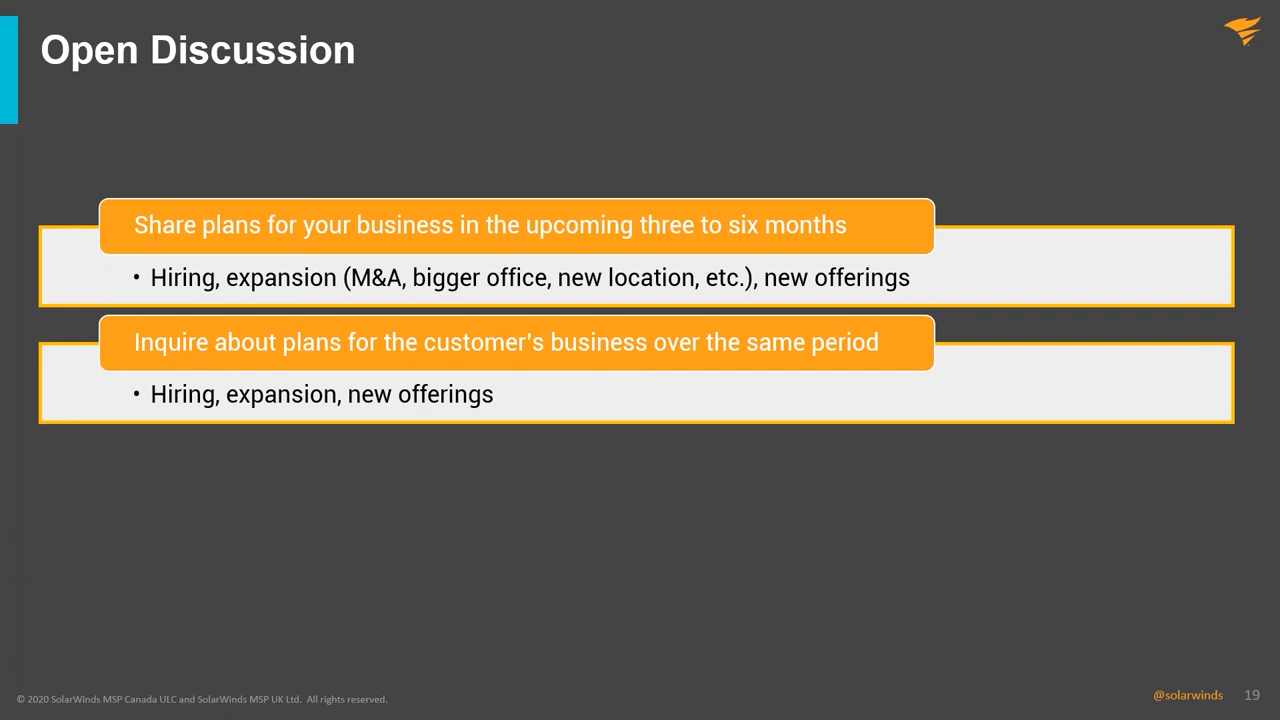 Open Discussion
Share plans for your business in the upcoming three to six months
• Hiring, expansion (M&A, bigger office, new location, etc.), new offerings
Inquire about plans for the customer's business over the same period
• Hiring, expansion, new offerings
© 2020 SolarWinds MSP Canada ULC and SolarWinds MSP UK Ltd. All rights reserved.
@solarwinds 19